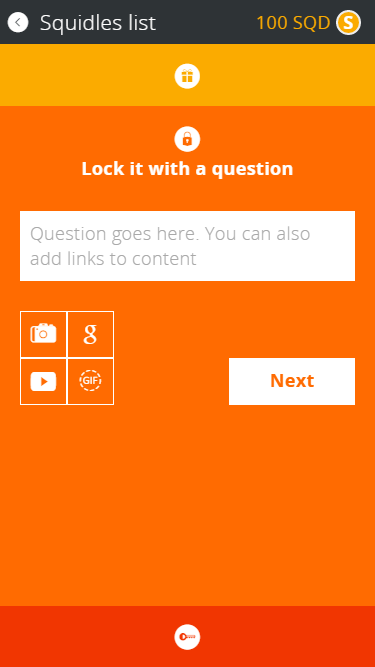 Squidles list
100 SQD S
Lock it with a question
Question goes here. You can also
add links to content
g
GIF
Next